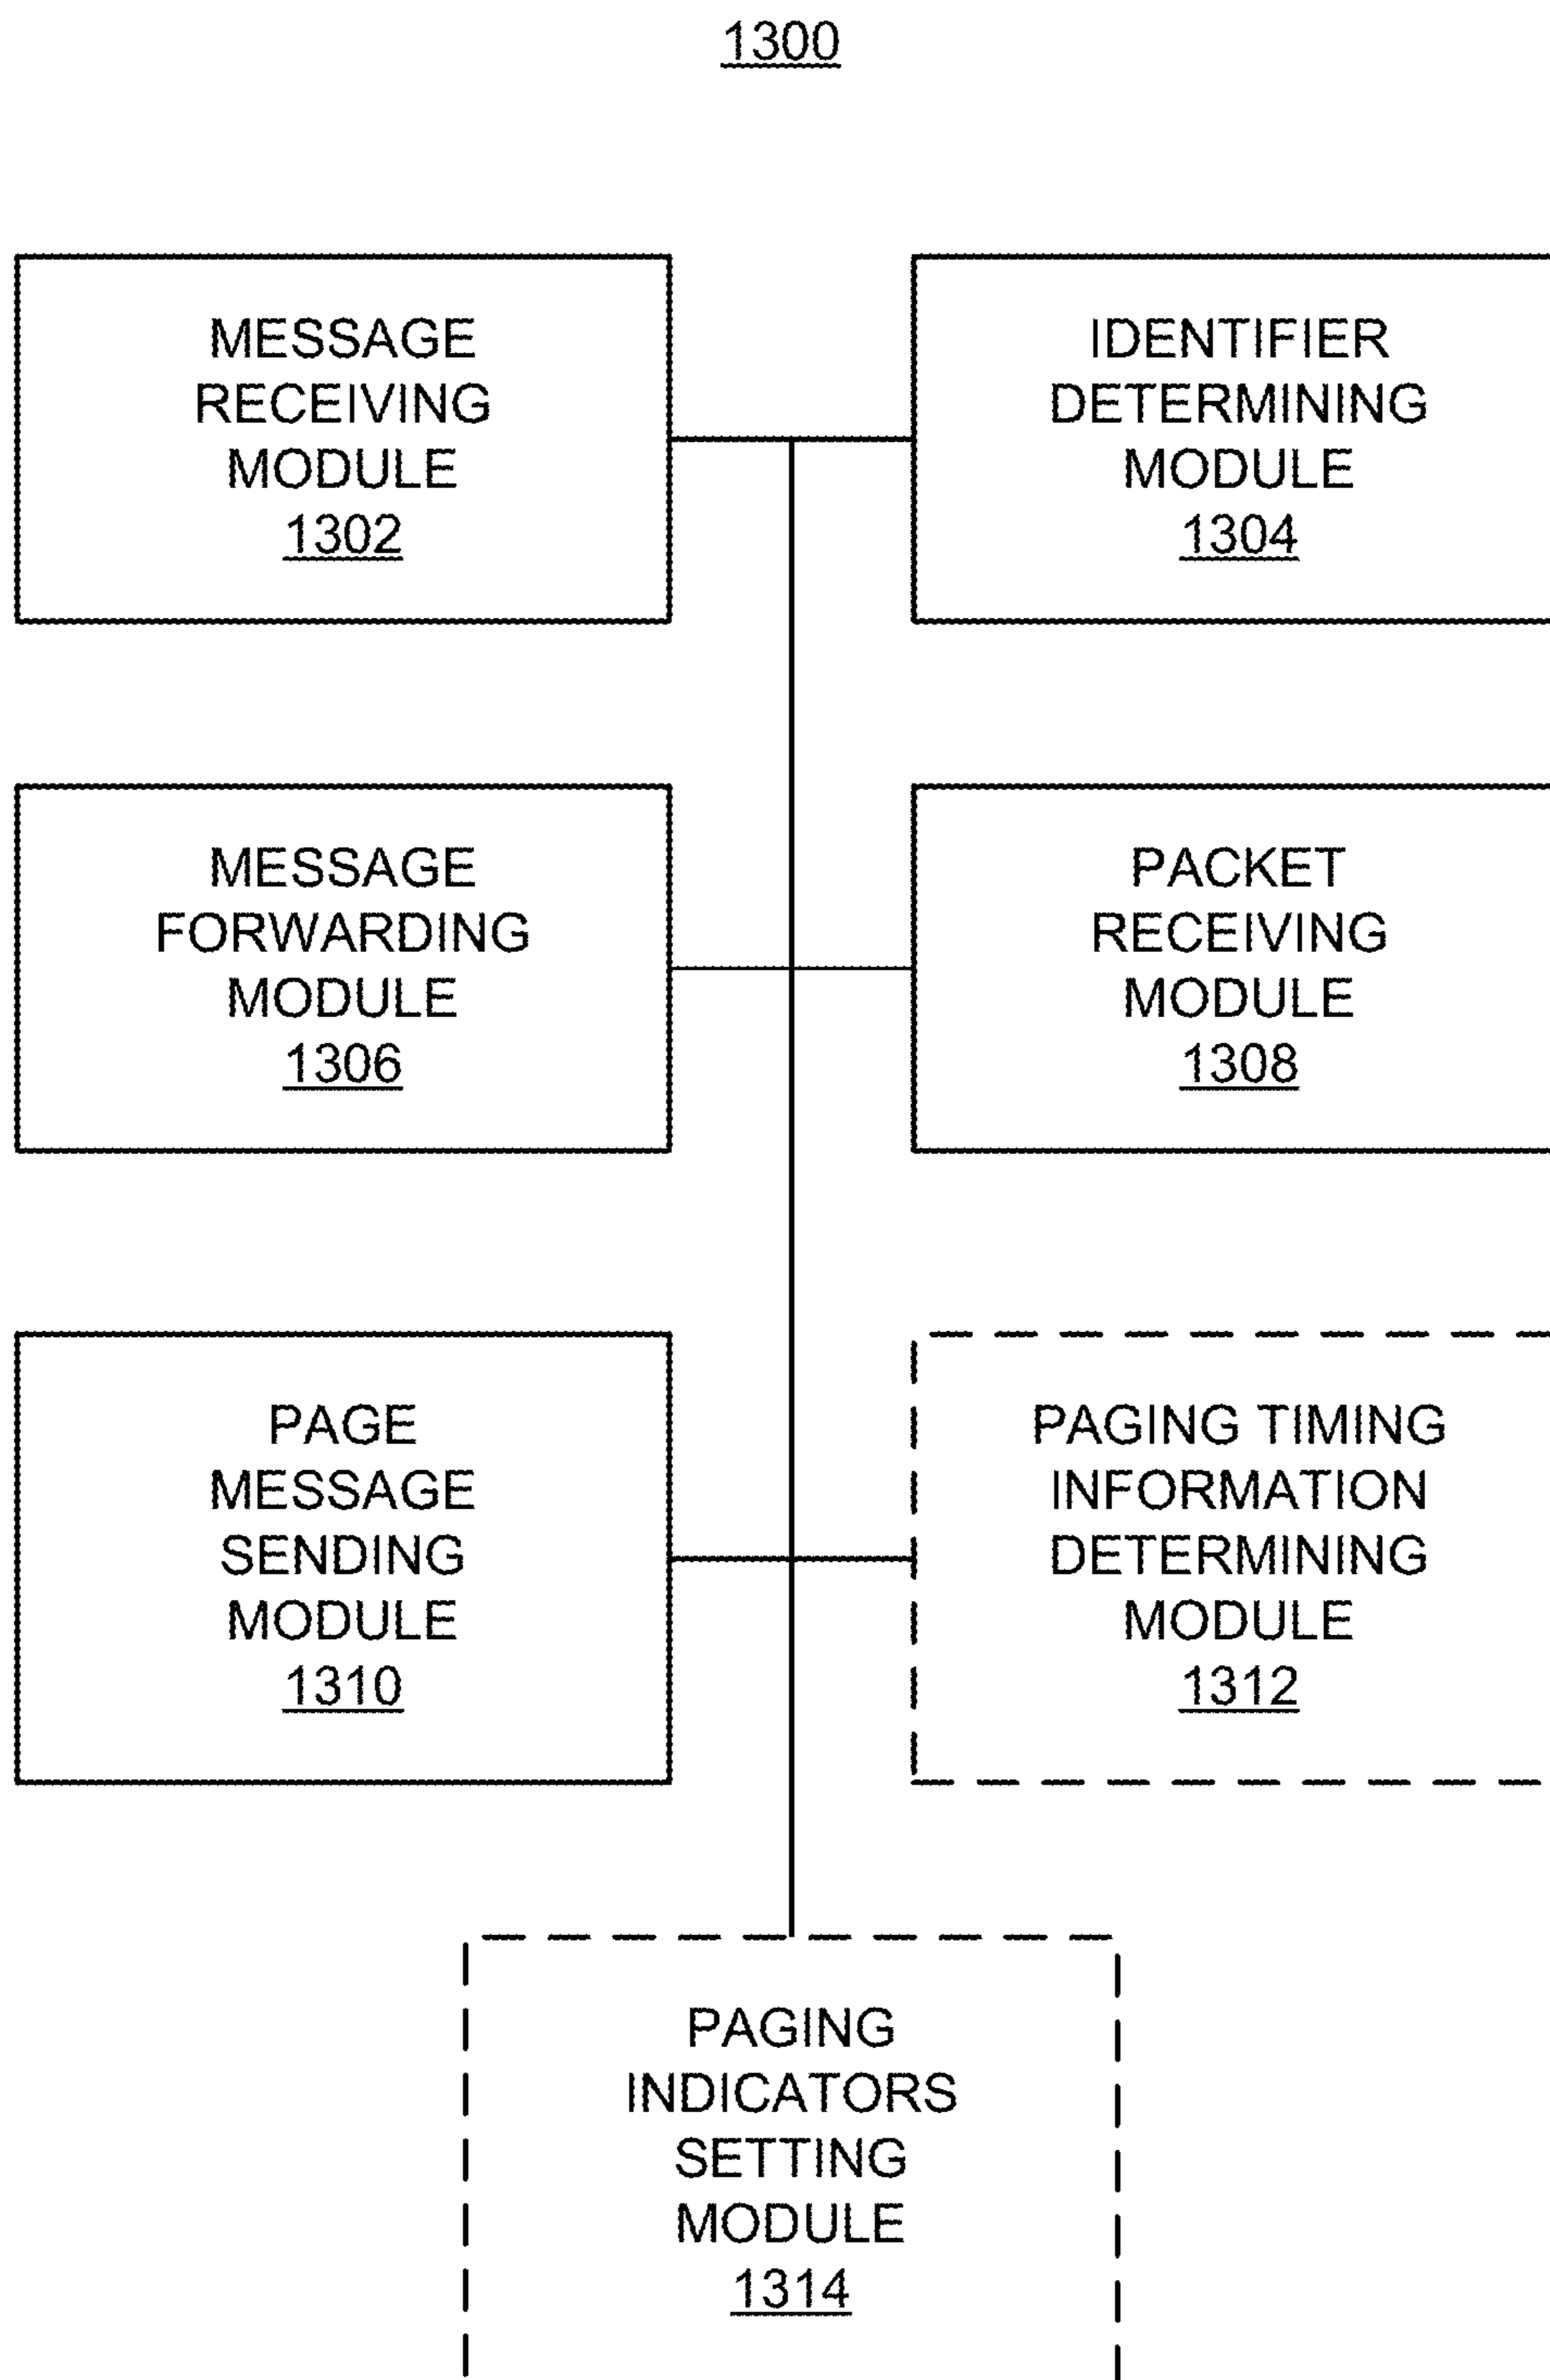 1300
MESSAGE
RECEIVING
MODULE
1302
IDENTIFIER
DETERMINING
MODULE
1304
MESSAGE
FORWARDING
MODULE
1306
PACKET
RECEIVING
MODULE
1308
PAGE
MESSAGE
SENDING
MODULE
1310
PAGING TIMING
INFORMATION
DETERMINING
MODULE
1312
PAGING
INDICATORS
SETTING
MODULE
1314